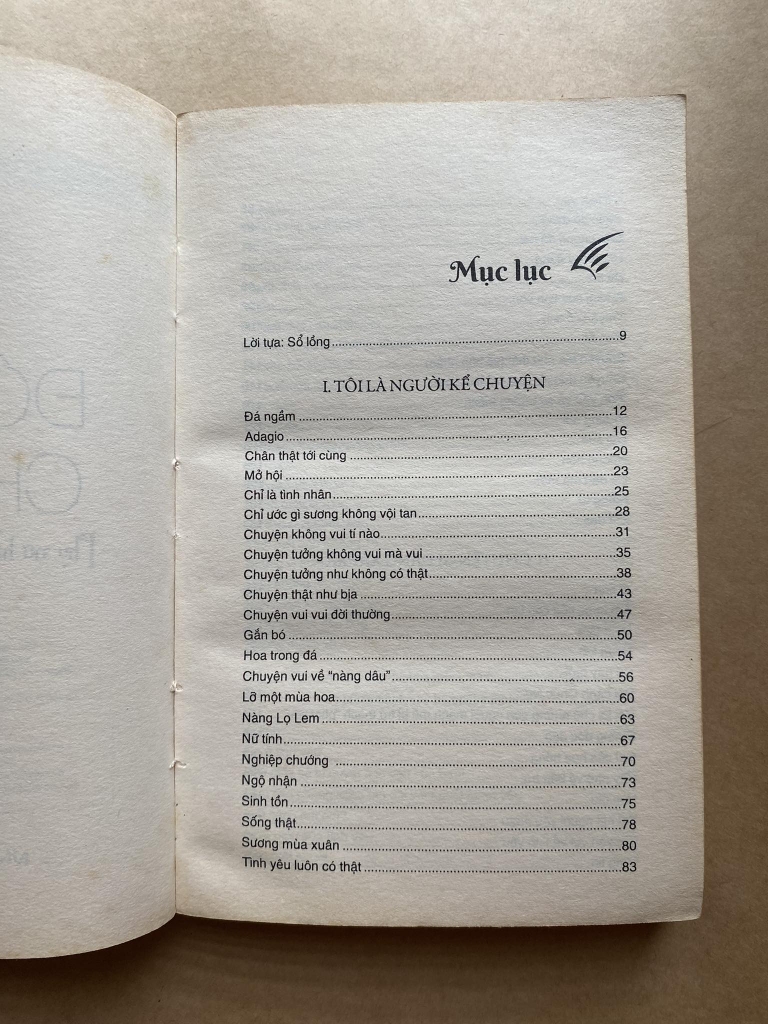 Mục lục
Lời tựa: Sổ lồng.....9
I. TÔI LÀ NGƯỜI KỂ CHUYỆN
Đá ngầm.....12
Adagio.....16
Chân thật tới cùng.....20
Mở hội.....23
Chỉ là tình nhân.....25
Chỉ ước gì sương không vội tan.....28
Chuyện không vui tí nào.....31
Chuyện tưởng không vui mà vui.....35
Chuyện tưởng như không có thật.....38
Chuyện thật như bịa.....43
Chuyện vui vui đời thường.....47
Gắn bó.....50
Hoa trong đá.....54
Chuyện vui về “nàng dâu”.....56
Lỡ một mùa hoa.....60
Nàng Lọ Lem.....63
Nữ tính.....67
Nghiệp chướng.....70
Ngộ nhận.....73
Sinh tồn.....75
Sống thật.....78
Sương mùa xuân.....80
Tình yêu luôn có thật.....83